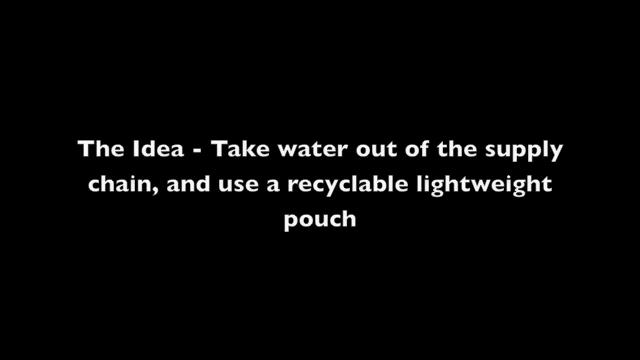 The Idea - Take water out of the supply
chain, and use a recyclable lightweight
pouch